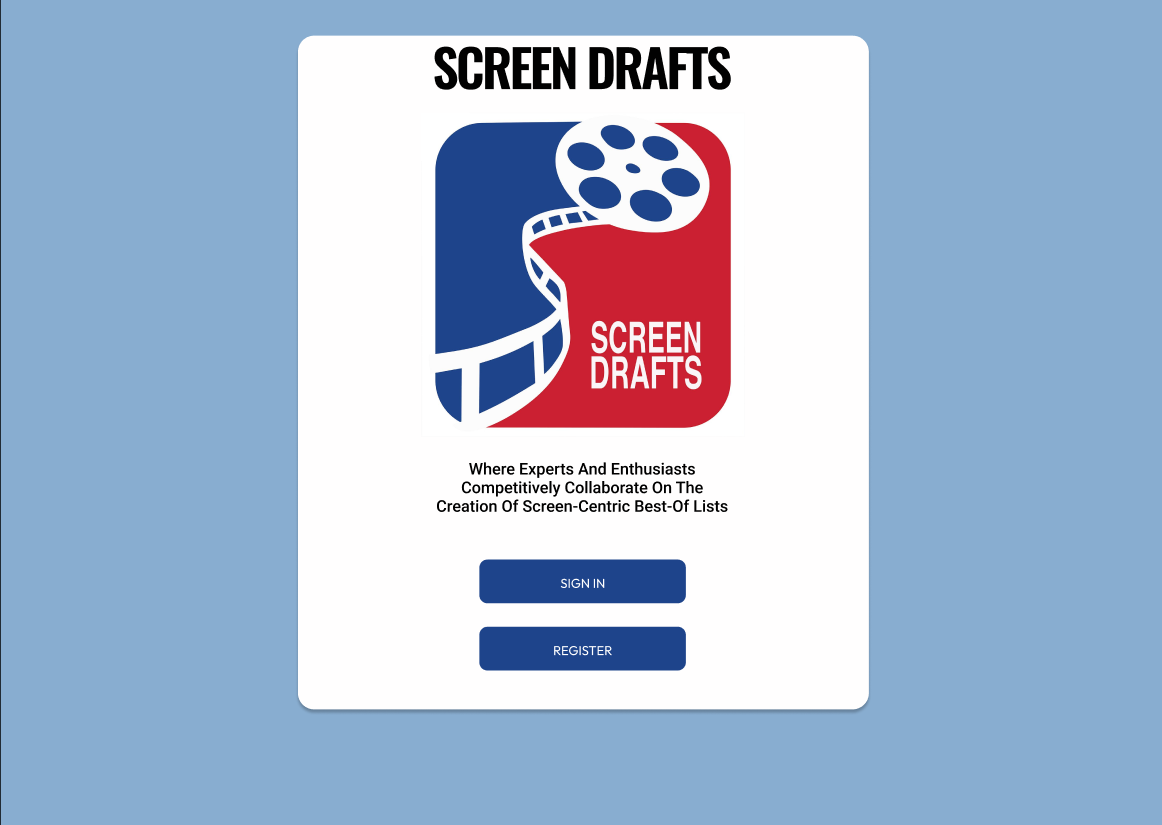 SCREEN DRAFTS
SCREEN
DRAFTS
Where Experts And Enthusiasts
Competitively Collaborate On The
Creation Of Screen-Centric Best-Of Lists
SIGN IN
REGISTER